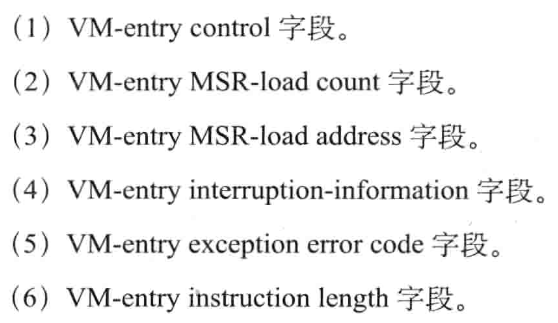 (1) VM-entry control 字段。
(2) VM-entry MSR-load count 字段。
(3) VM-entry MSR-load address 字段。
(4) VM-entry interruption-information 字段。
(5) VM-entry exception error code 字段。
(6) VM-entry instruction length 字段。